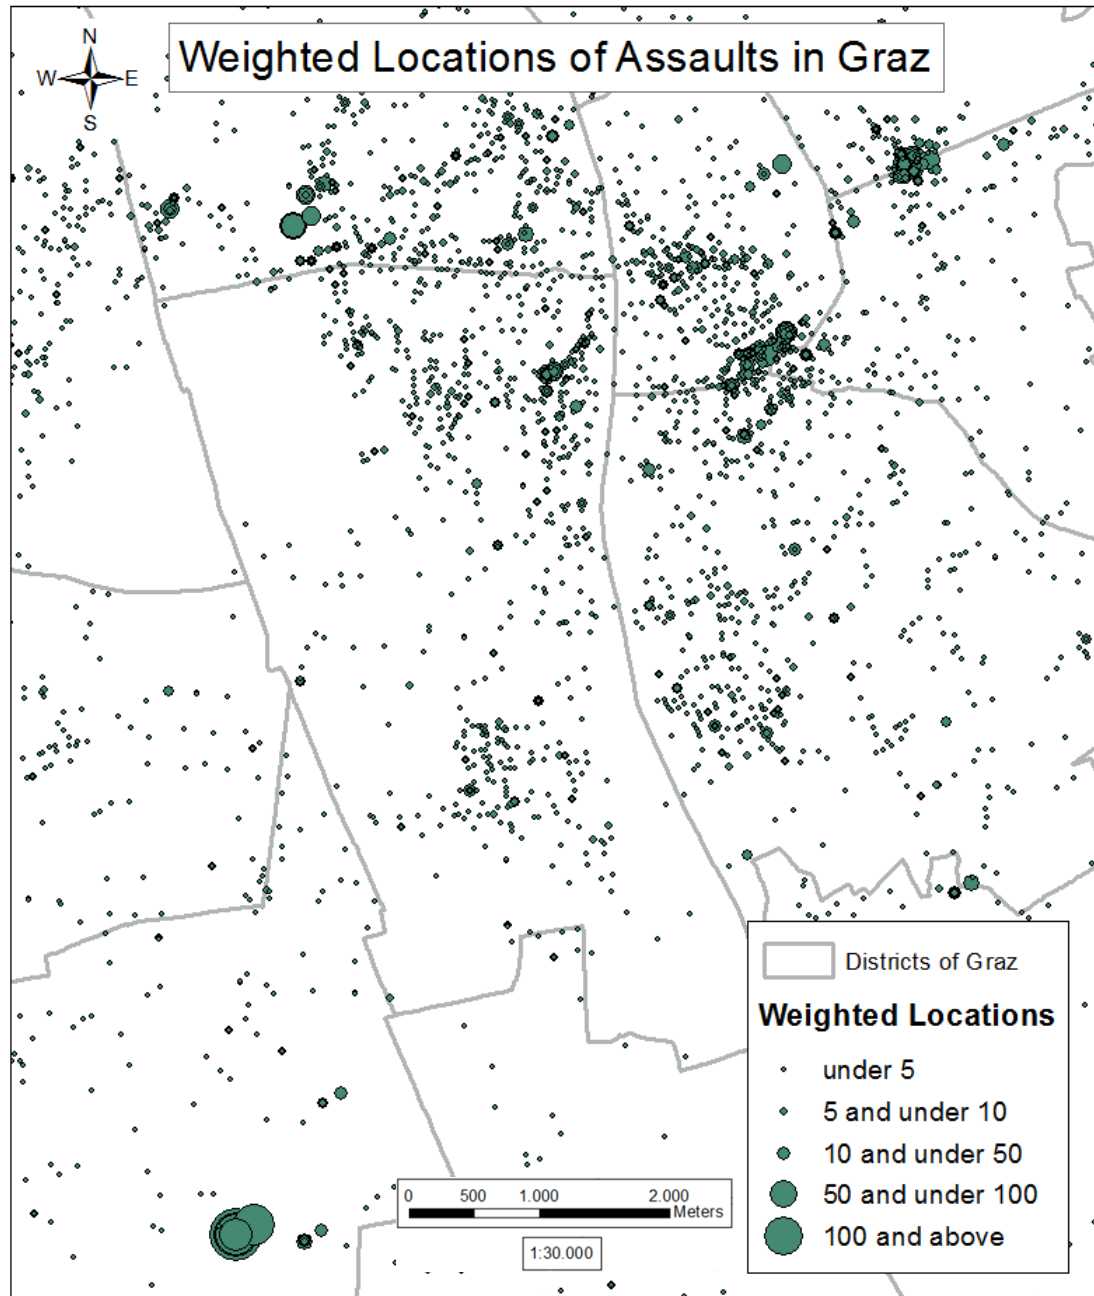 Weighted Locations of Assaults in Graz
N
W E
S
Districts of Graz
Weighted Locations
under 5
5 and under 10
10 and under 50
50 and under 100
100 and above
0 500 1.000 2.000
Meters
1:30.000